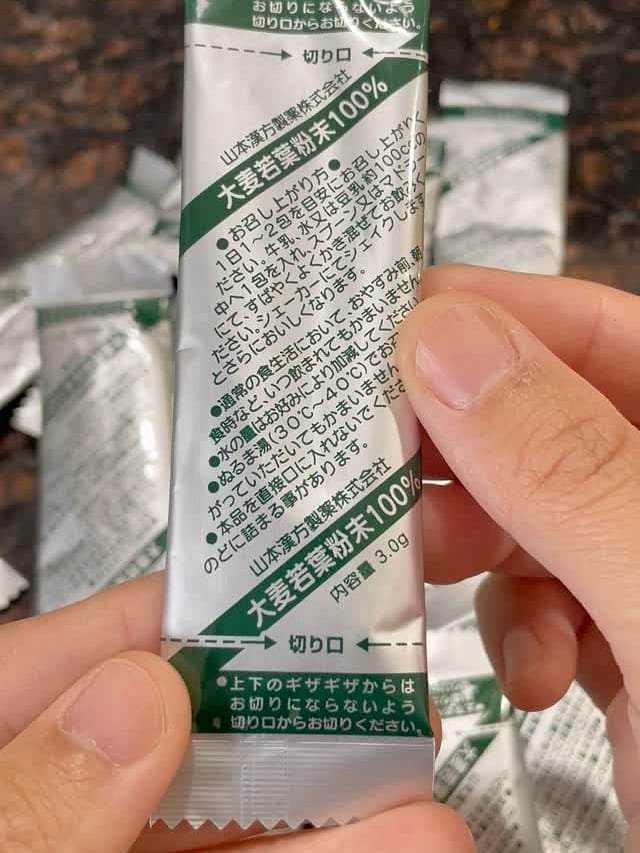 お切りにならないよう
切り口からお切りください。
切り口
山本漢方製薬株式会社
大麦若葉粉末100%
●お召し上がり方●
1日1〜2包を目安にお召し上がりく
ださい。牛乳、水又は豆乳約100ccの
中へ1包を入れ、スプーン又はマドラー
にて、すばやくよくかき混ぜてお飲みく
ださい。シェーカーにてシェイクします
とさらにおいしくなります。
●通常の食生活において、おやすみ前、朝
食時など、いつ飲まれてもかまいません。
●水の量はお好みにより加減してください。
●ぬるま湯(30℃〜40℃)でお
がっていただいてもかまいません
●本品を直接口に入れないでくださ
のどに詰まる事があります。
山本漢方製薬株式会社
大麦若葉粉末100%
内容量 3.0g
切り口
●上下のギザギザからは
お切りにならないよう
切り口からお切りください。